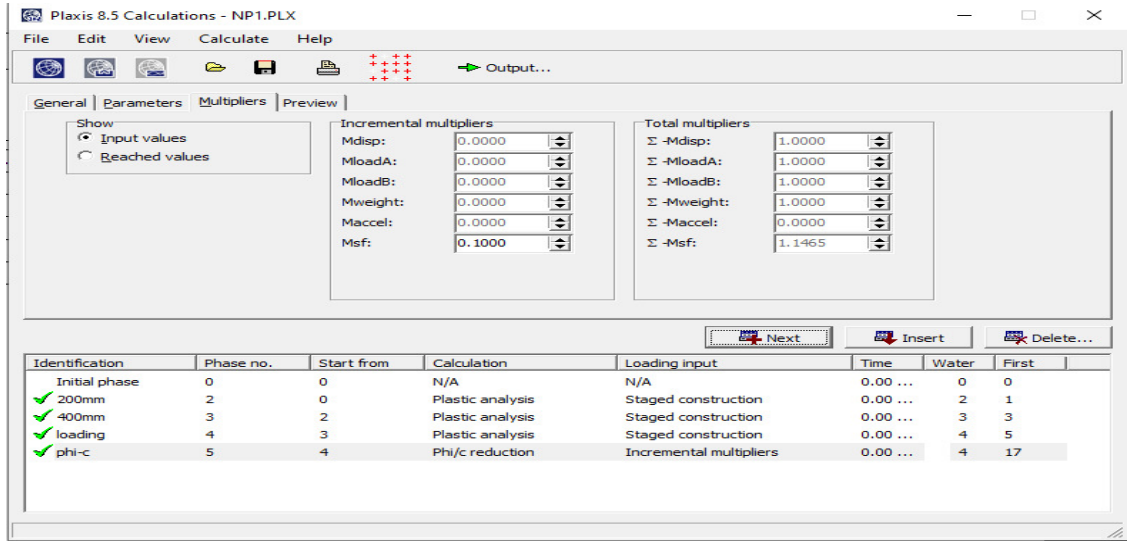 Plaxis 8.5 Calculations - NP1.PLX
File Edit View Calculate Help
Output...
General Parameters Multipliers Preview
Show
Input values
Reached values
Incremental multipliers
Mdisp: 0.0000
MloadA: 0.0000
MloadB: 0.0000
Mweight: 0.0000
Maccel: 0.0000
Msf: 0.1000
Total multipliers
Σ -Mdisp: 1.0000
Σ -MloadA: 1.0000
Σ -MloadB: 1.0000
Σ -Mweight: 1.0000
Σ -Maccel: 0.0000
Σ -Msf: 1.1465
Next Insert Delete...
Identification Phase no. Start from Calculation Loading input Time Water First
Initial phase 0 0 N/A N/A 0.00 ... 0 0
200mm 2 0 Plastic analysis Staged construction 0.00 ... 2 1
400mm 3 2 Plastic analysis Staged construction 0.00 ... 3 3
loading 4 3 Plastic analysis Staged construction 0.00 ... 4 5
phi-c 5 4 Phi/c reduction Incremental multipliers 0.00 ... 4 17